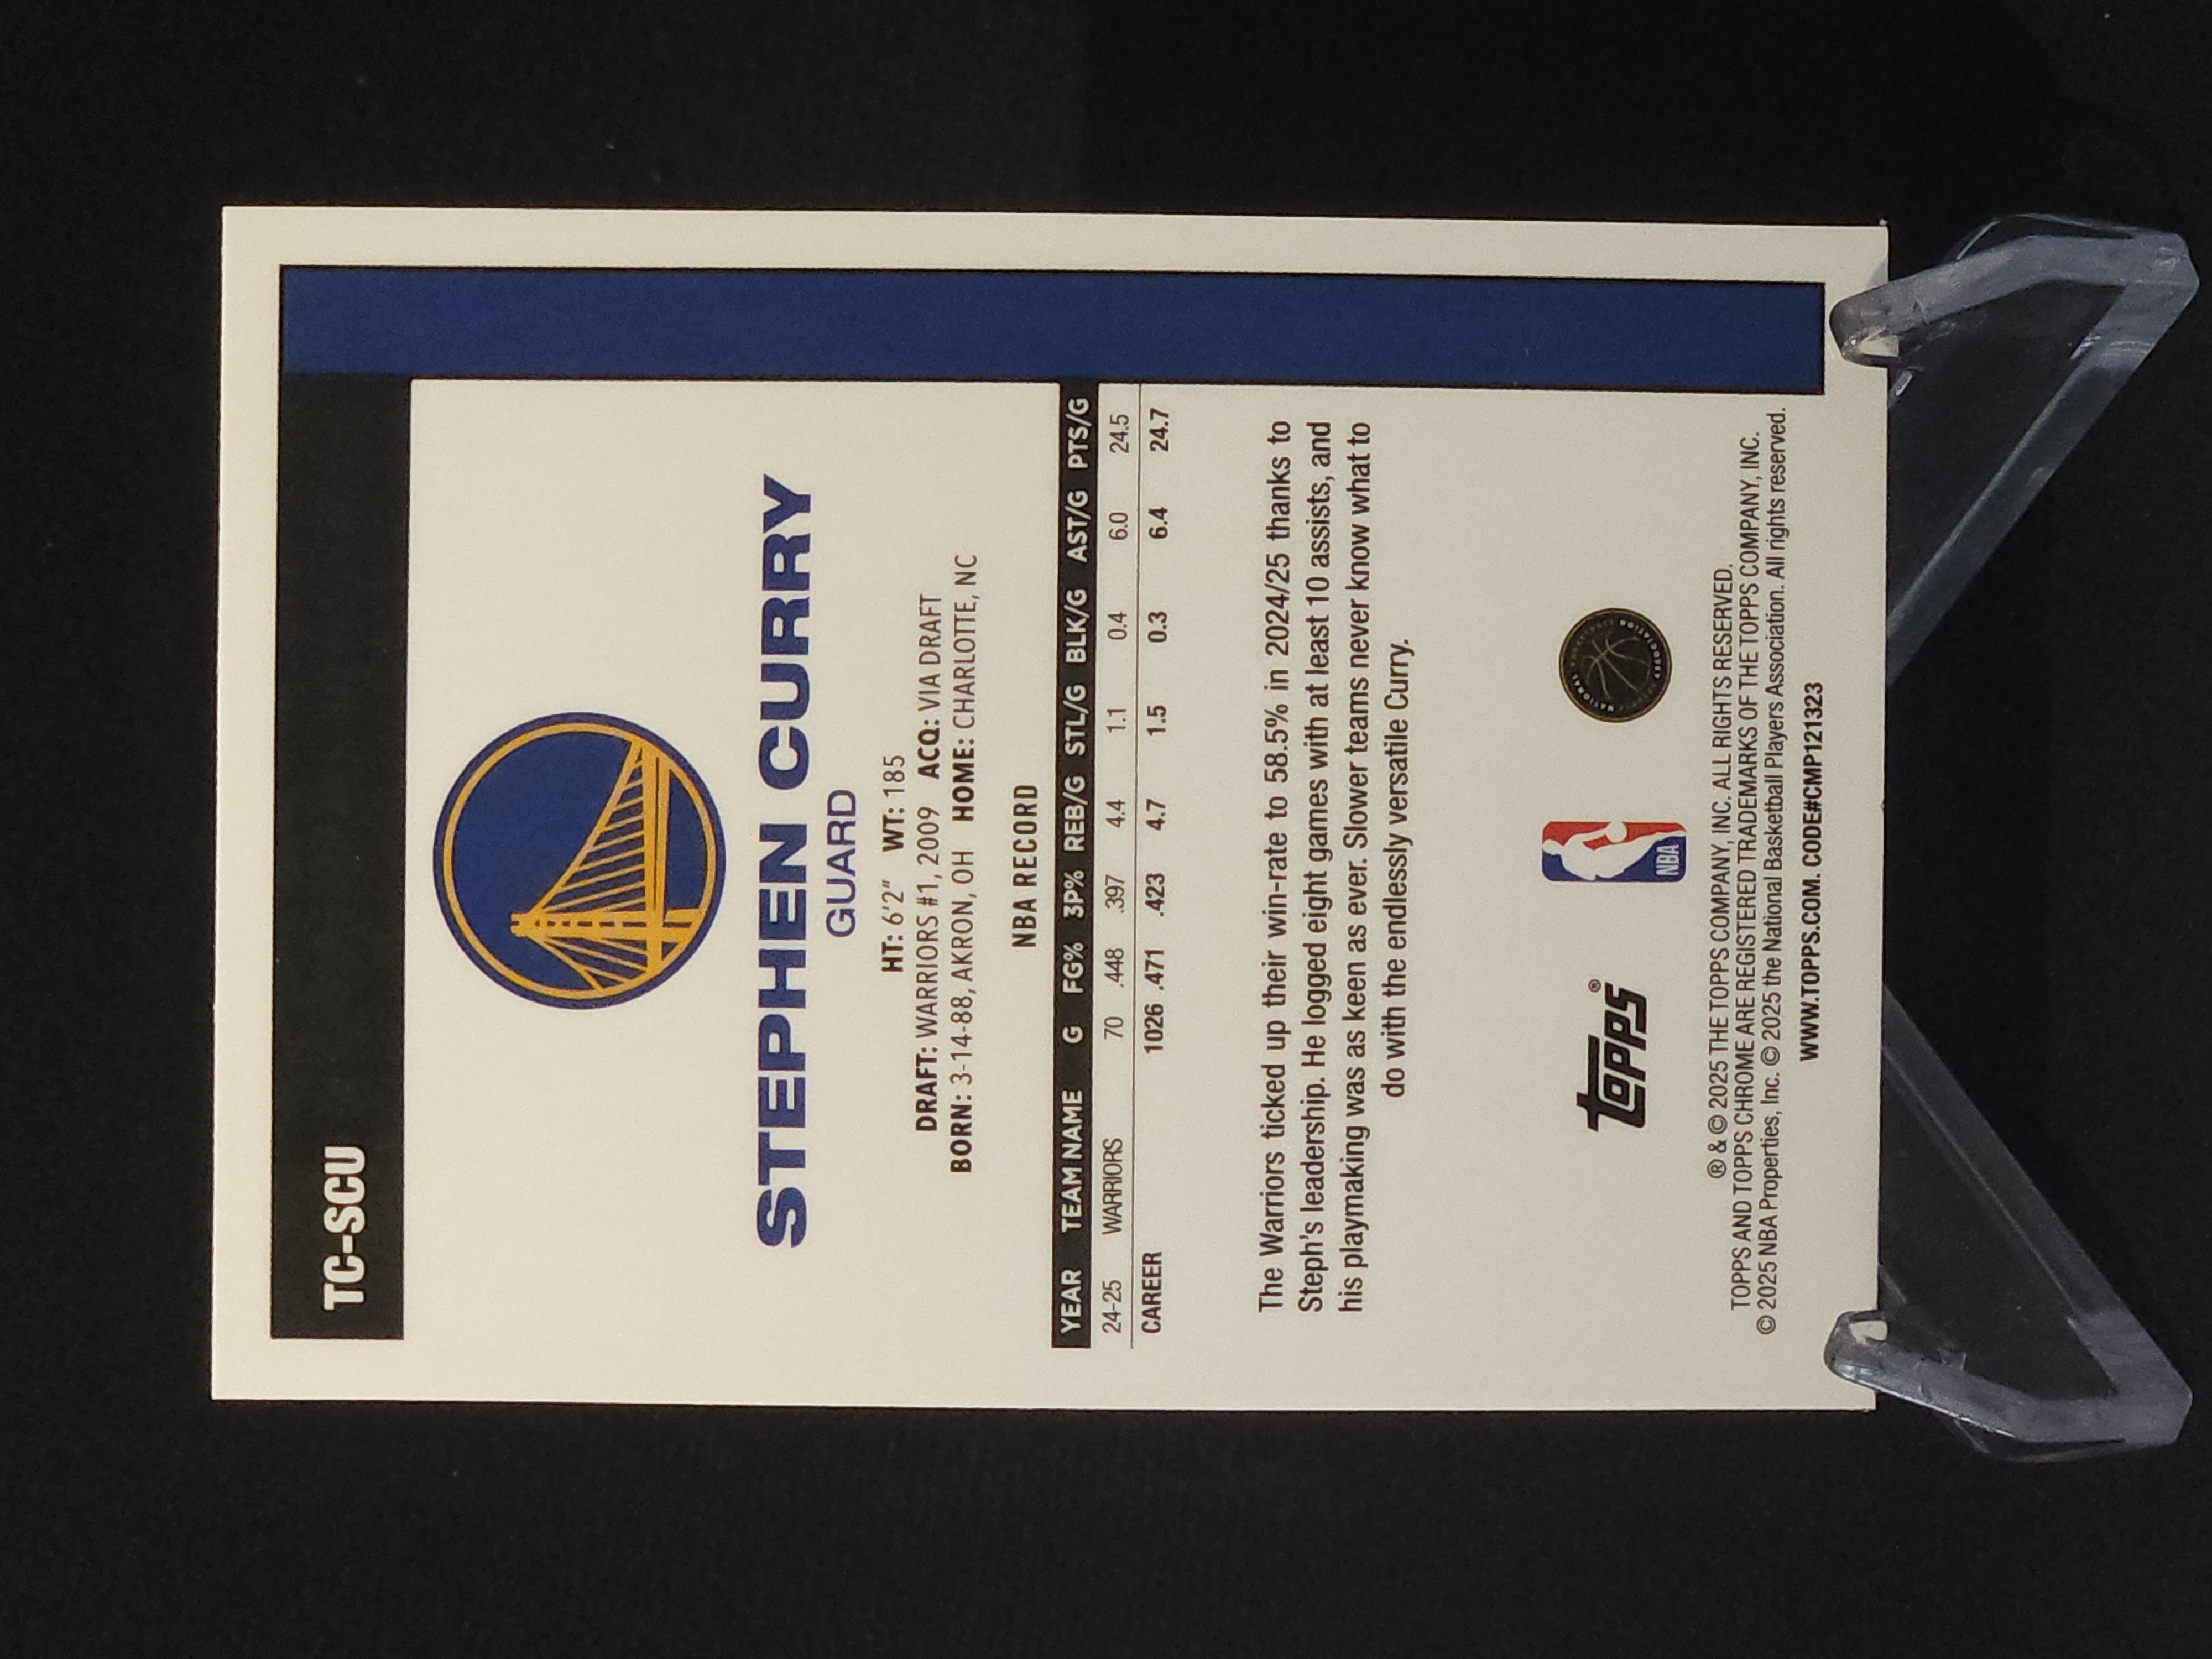 TC-SCU
STEPHEN CURRY
GUARD
HT: 6'2" WT: 185
DRAFT: WARRIORS #1, 2009 ACQ: VIA DRAFT
BORN: 3-14-88, AKRON, OH HOME: CHARLOTTE, NC
NBA RECORD
YEAR TEAM NAME G FG% 3P% REB/G STL/G BLK/G AST/G PTS/G
24-25 WARRIORS 70 .448 .397 4.4 1.1 0.4 6.0 24.5
CAREER 1026 .471 .423 4.7 1.5 0.3 6.4 24.7
The Warriors ticked up their win-rate to 58.5% in 2024/25 thanks to
Steph's leadership. He logged eight games with at least 10 assists, and
his playmaking was as keen as ever. Slower teams never know what to
do with the endlessly versatile Curry.
topps®
NBA
® & © 2025 THE TOPPS COMPANY, INC. ALL RIGHTS RESERVED.
TOPPS AND TOPPS CHROME ARE REGISTERED TRADEMARKS OF THE TOPPS COMPANY, INC.
© 2025 NBA Properties, Inc. © 2025 the National Basketball Players Association. All rights reserved.
WWW.TOPPS.COM. CODE#CMP121323